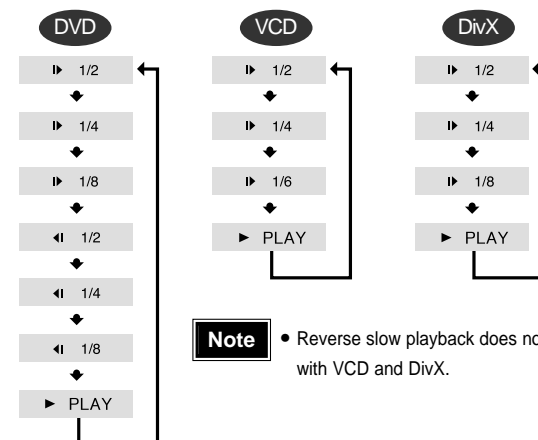 DVD
1/2
1/4
1/8
1/2
1/4
1/8
PLAY
VCD
1/2
1/4
1/6
PLAY
DivX
1/2
1/4
1/8
PLAY
Note
• Reverse slow playback does
with VCD and DivX.